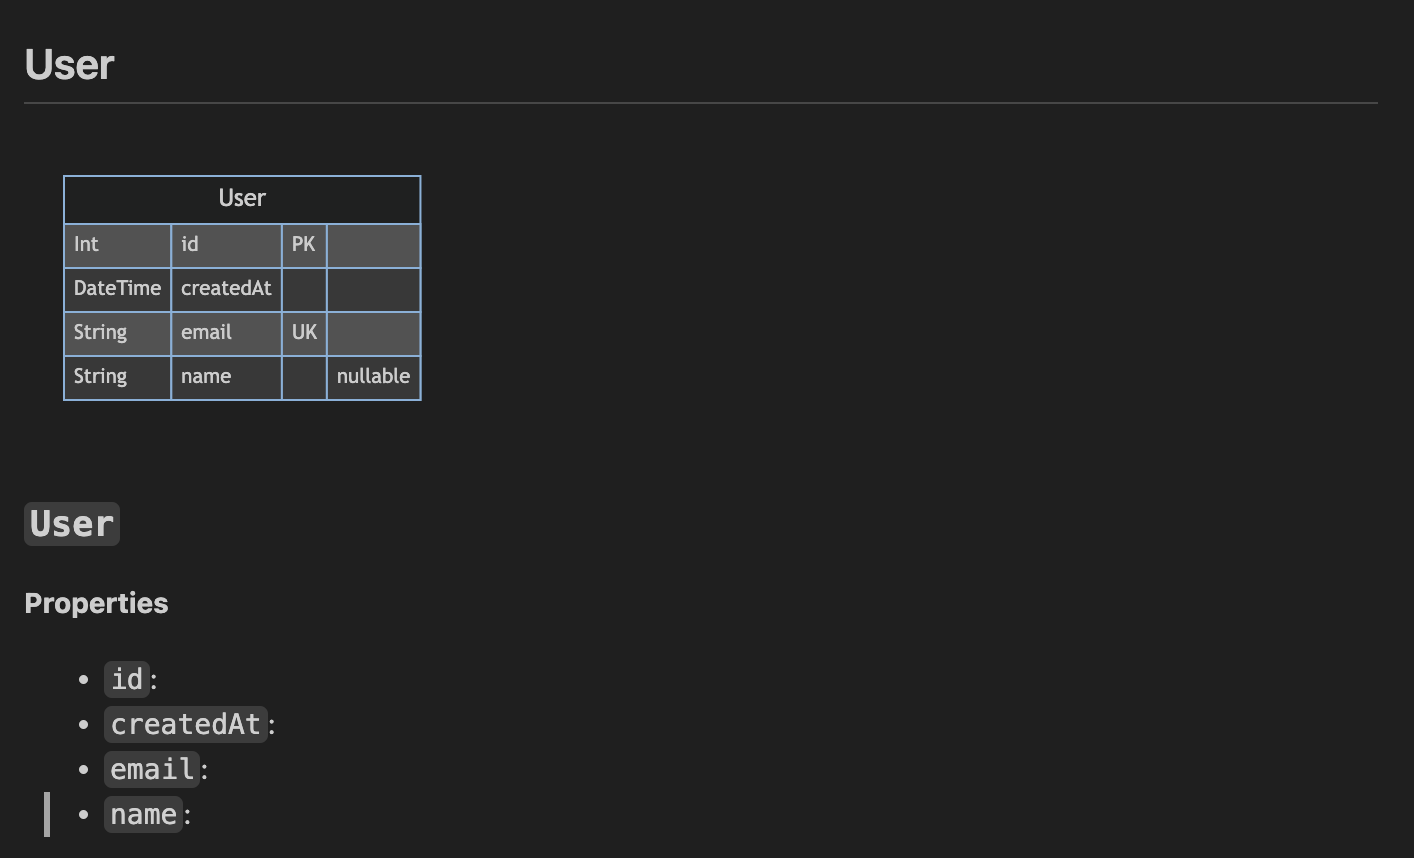 User
User
Int id PK
DateTime createdAt
String email UK
String name nullable
User
Properties
• id:
• createdAt:
• email:
• name: